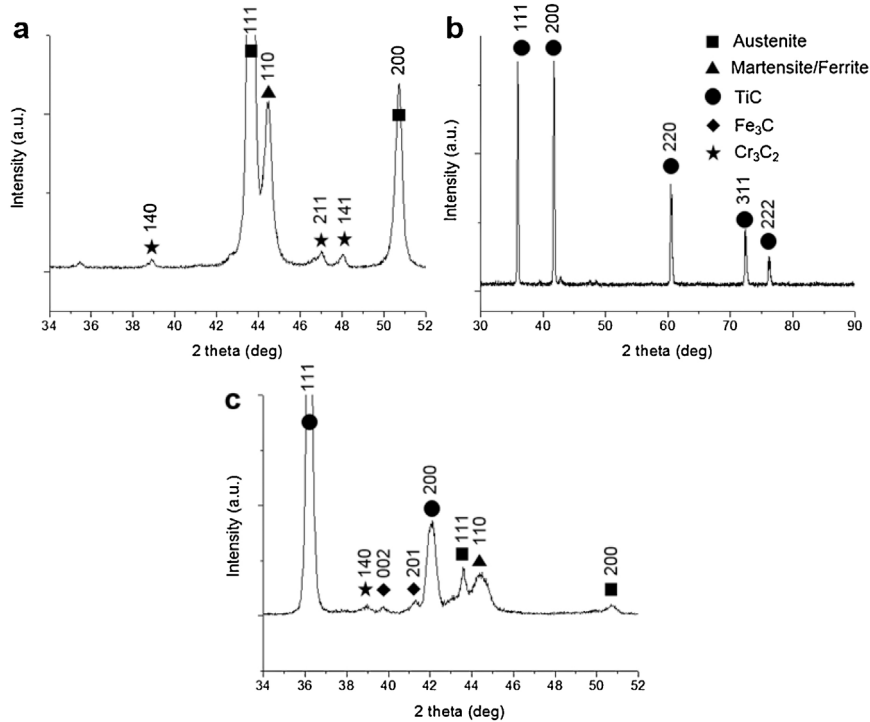 a
Intensity (a.u.)
140
111
110
211
141
200
34 36 38 40 42 44 46 48 50 52
2 theta (deg)
b
Intensity (a.u.)
111
200
220
311
222
Austenite
Martensite/Ferrite
TiC
Fe₃C
Cr₃C₂
30 40 50 60 70 80 90
2 theta (deg)
c
Intensity (a.u.)
111
140
002
201
200
111
110
200
34 36 38 40 42 44 46 48 50 52
2 theta (deg)